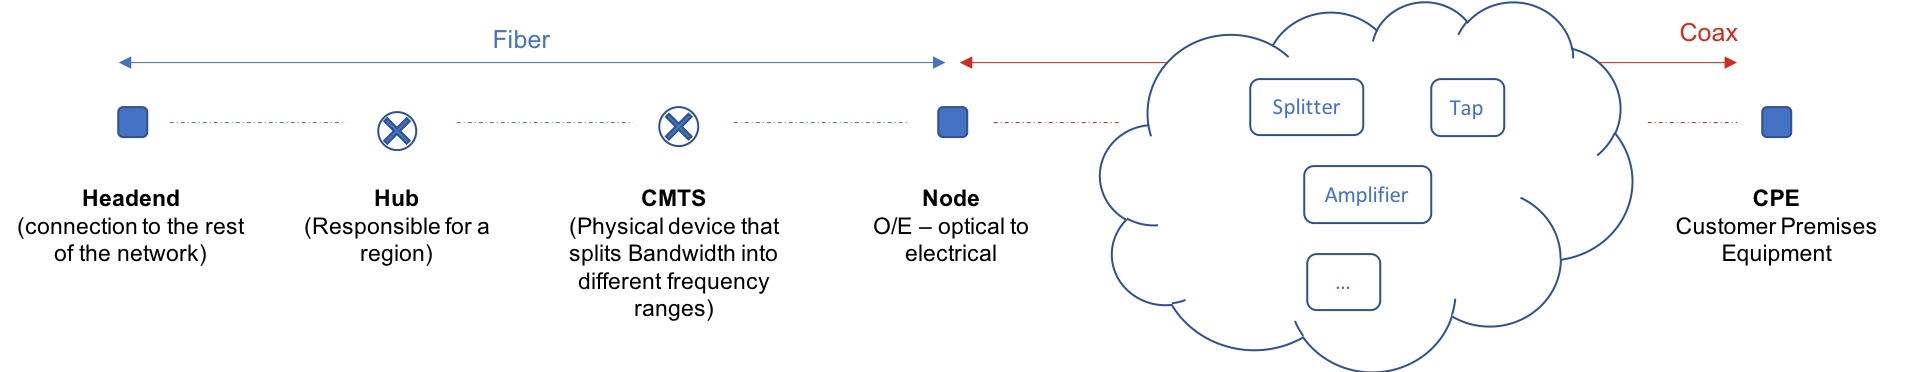 Fiber
Coax
Splitter
Tap
Amplifier
...
Headend
(connection to the rest
of the network)
Hub
(Responsible for a
region)
CMTS
(Physical device that
splits Bandwidth into
different frequency
ranges)
Node
O/E – optical to
electrical
CPE
Customer Premises
Equipment